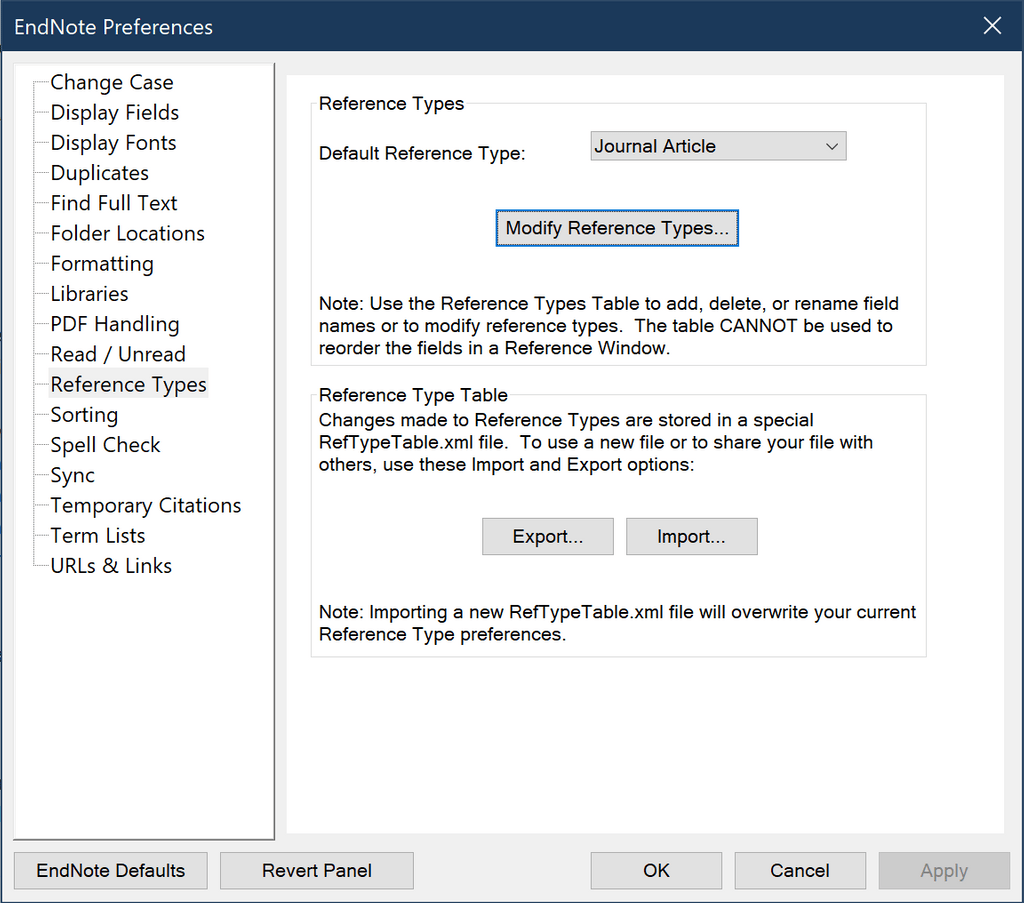 EndNote Preferences
Change Case
Display Fields
Display Fonts
Duplicates
Find Full Text
Folder Locations
Formatting
Libraries
PDF Handling
Read / Unread
Reference Types
Sorting
Spell Check
Sync
Temporary Citations
Term Lists
URLs & Links
Reference Types
Default Reference Type:
Journal Article
Modify Reference Types...
Note: Use the Reference Types Table to add, delete, or rename field
names or to modify reference types.  The table CANNOT be used to
reorder the fields in a Reference Window.
Reference Type Table
Changes made to Reference Types are stored in a special
RefTypeTable.xml file.  To use a new file or to share your file with
others, use these Import and Export options:
Export...
Import...
Note: Importing a new RefTypeTable.xml file will overwrite your current
Reference Type preferences.
EndNote Defaults
Revert Panel
OK
Cancel
Apply